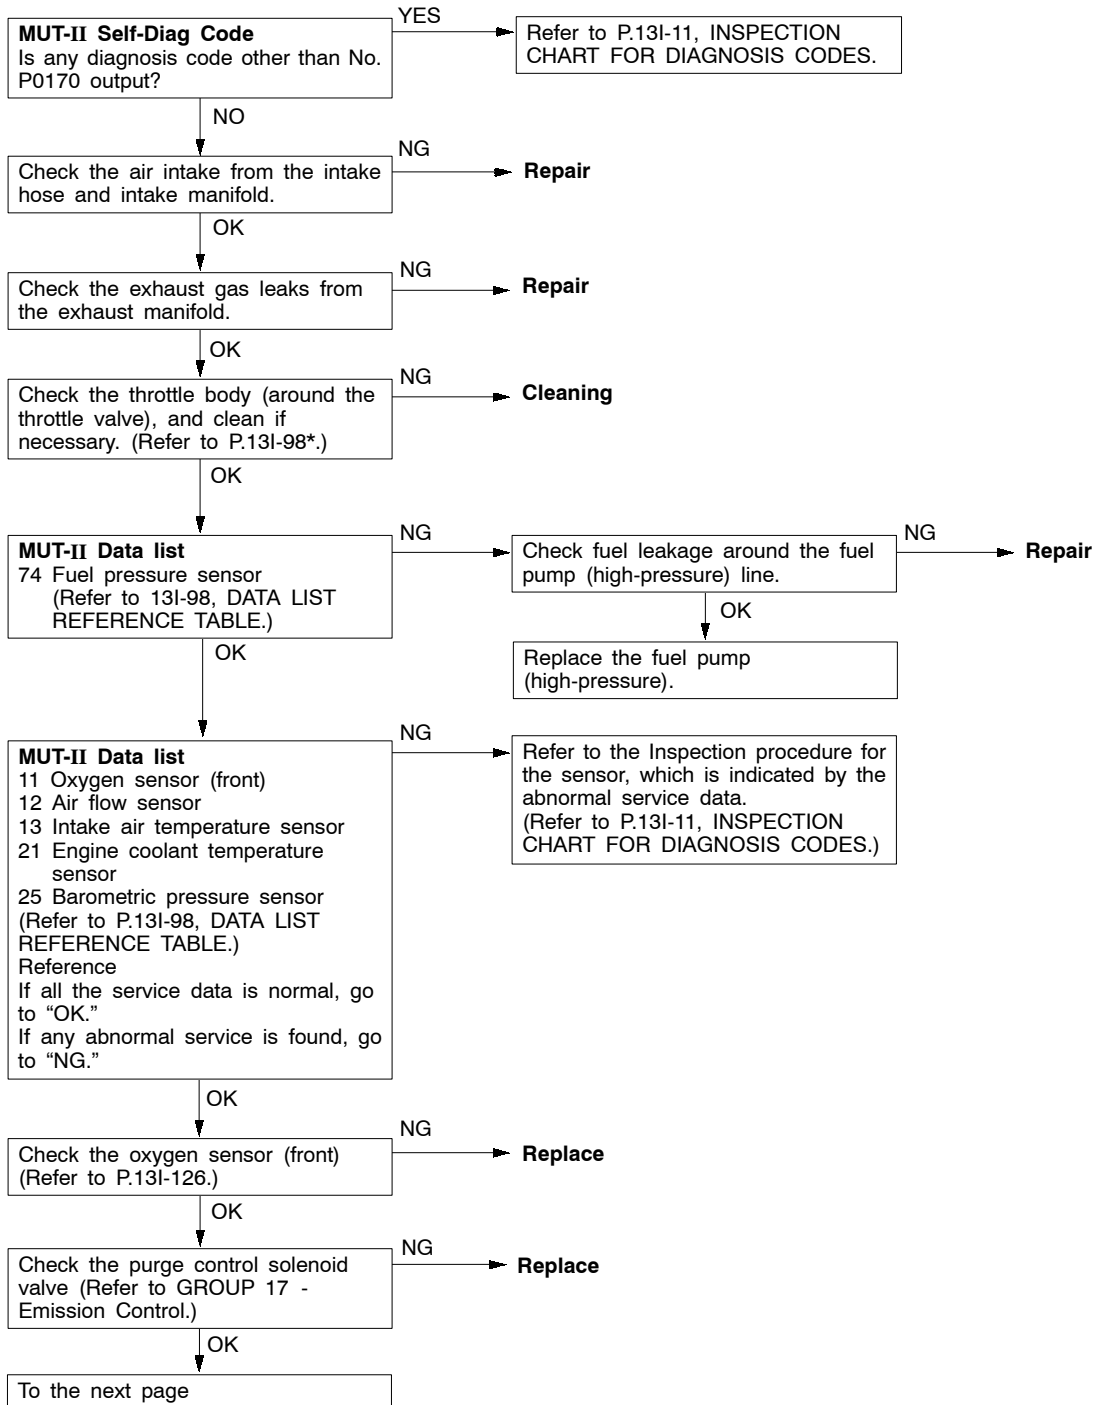 MUT-II Self-Diag Code
Is any diagnosis code other than No.
P0170 output?
YES
Refer to P.13I-11, INSPECTION
CHART FOR DIAGNOSIS CODES.
NO
Check the air intake from the intake
hose and intake manifold.
NG
Repair
OK
Check the exhaust gas leaks from
the exhaust manifold.
NG
Repair
OK
Check the throttle body (around the
throttle valve), and clean if
necessary. (Refer to P.13I-98*.)
NG
Cleaning
OK
MUT-II Data list
74 Fuel pressure sensor
(Refer to 13I-98, DATA LIST
REFERENCE TABLE.)
NG
Check fuel leakage around the fuel
pump (high-pressure) line.
NG
Repair
OK
Replace the fuel pump
(high-pressure).
OK
MUT-II Data list
11 Oxygen sensor (front)
12 Air flow sensor
13 Intake air temperature sensor
21 Engine coolant temperature
sensor
25 Barometric pressure sensor
(Refer to P.13I-98, DATA LIST
REFERENCE TABLE.)
Reference
If all the service data is normal, go
to “OK.”
If any abnormal service is found, go
to “NG.”
NG
Refer to the Inspection procedure for
the sensor, which is indicated by the
abnormal service data.
(Refer to P.13I-11, INSPECTION
CHART FOR DIAGNOSIS CODES.)
OK
Check the oxygen sensor (front)
(Refer to P.13I-126.)
NG
Replace
OK
Check the purge control solenoid
valve (Refer to GROUP 17 -
Emission Control.)
NG
Replace
OK
To the next page